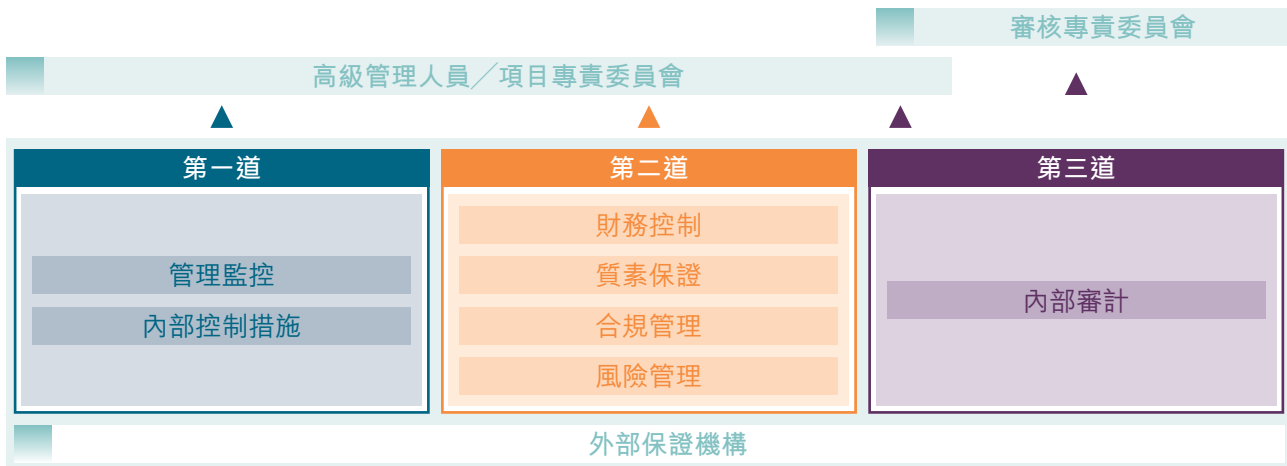 審核專責委員會
高級管理人員╱項目專責委員會
第一道
管理監控
內部控制措施
第二道
財務控制
質素保證
合規管理
風險管理
第三道
內部審計
外部保證機構